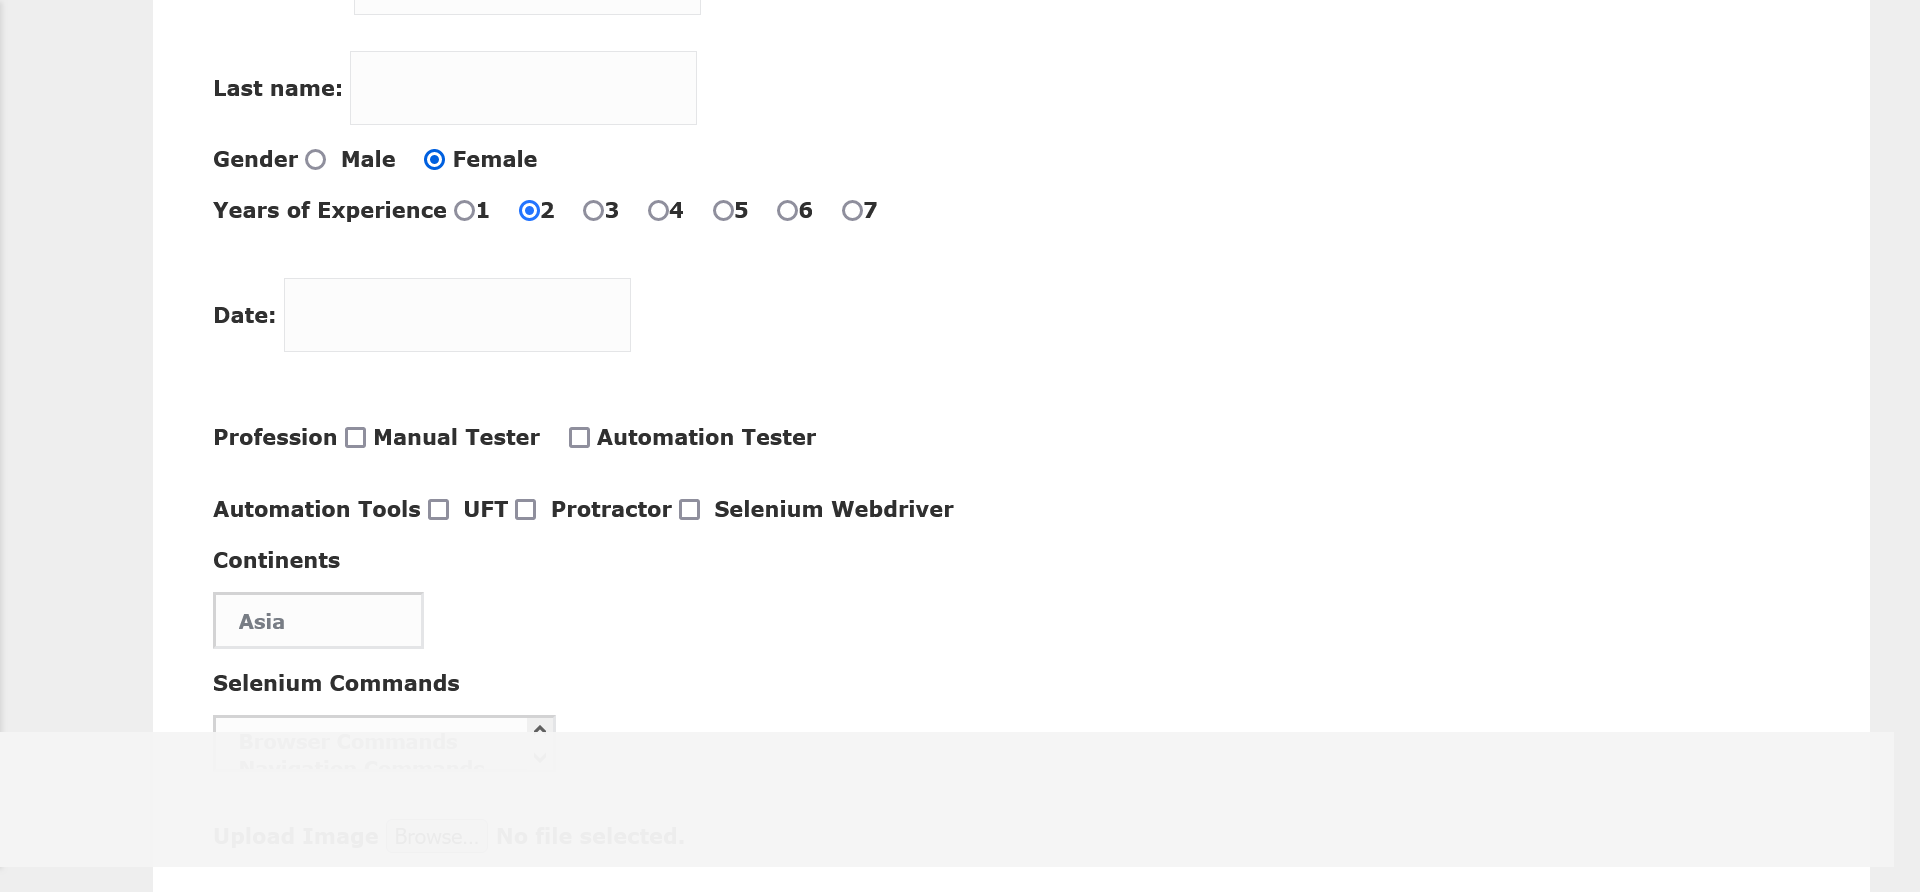 Last name:
Gender Male Female
Years of Experience 1 2 3 4 5 6 7
Date:
Profession Manual Tester Automation Tester
Automation Tools UFT Protractor Selenium Webdriver
Continents
Asia
Selenium Commands
Browser Commands
Navigation Commands
Upload Image Browse... No file selected.